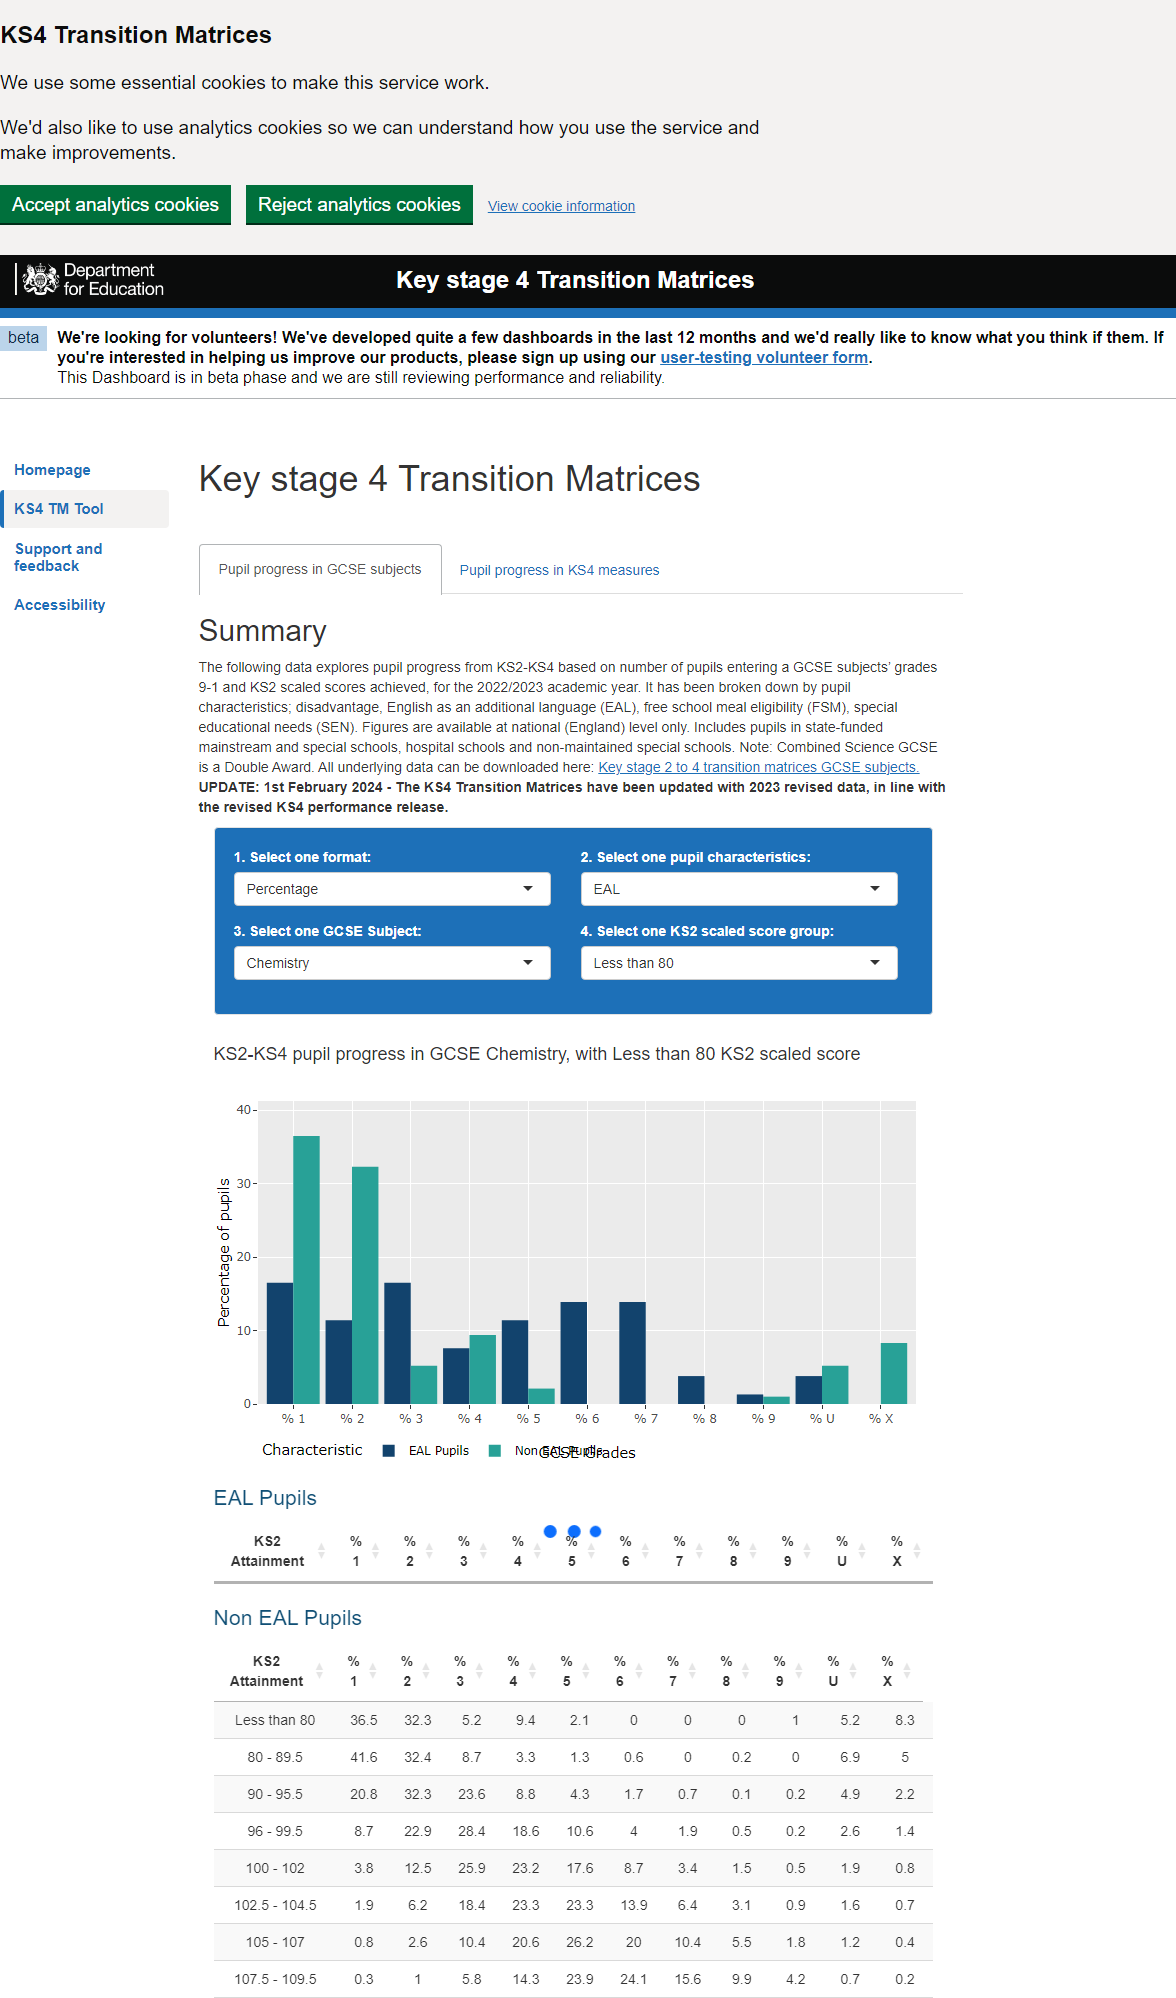 KS4 Transition Matrices
We use some essential cookies to make this service work.
We'd also like to use analytics cookies so we can understand how you use the service and
make improvements.
Accept analytics cookies Reject analytics cookies View cookie information
Department
for Education
Key stage 4 Transition Matrices
beta We're looking for volunteers! We've developed quite a few dashboards in the last 12 months and we'd really like to know what you think if them. If
you're interested in helping us improve our products, please sign up using our user-testing volunteer form.
This Dashboard is in beta phase and we are still reviewing performance and reliability.
Homepage
KS4 TM Tool
Support and
feedback
Accessibility
Key stage 4 Transition Matrices
Pupil progress in GCSE subjects Pupil progress in KS4 measures
Summary
The following data explores pupil progress from KS2-KS4 based on number of pupils entering a GCSE subjects' grades
9-1 and KS2 scaled scores achieved, for the 2022/2023 academic year. It has been broken down by pupil
characteristics; disadvantage, English as an additional language (EAL), free school meal eligibility (FSM), special
educational needs (SEN). Figures are available at national (England) level only. Includes pupils in state-funded
mainstream and special schools, hospital schools and non-maintained special schools. Note: Combined Science GCSE
is a Double Award. All underlying data can be downloaded here: Key stage 2 to 4 transition matrices GCSE subjects.
UPDATE: 1st February 2024 - The KS4 Transition Matrices have been updated with 2023 revised data, in line with
the revised KS4 performance release.
1. Select one format: 2. Select one pupil characteristics:
Percentage EAL
3. Select one GCSE Subject: 4. Select one KS2 scaled score group:
Chemistry Less than 80
KS2-KS4 pupil progress in GCSE Chemistry, with Less than 80 KS2 scaled score
Percentage of pupils
40
30
20
10
0
% 1 % 2 % 3 % 4 % 5 % 6 % 7 % 8 % 9 % U % X
Characteristic EAL Pupils Non EAL Pupils
GCSE Grades
EAL Pupils
KS2 % % % % % % % % % % %
Attainment 1 2 3 4 5 6 7 8 9 U X
Non EAL Pupils
KS2 % % % % % % % % % % %
Attainment 1 2 3 4 5 6 7 8 9 U X
Less than 80 36.5 32.3 5.2 9.4 2.1 0 0 0 1 5.2 8.3
80 - 89.5 41.6 32.4 8.7 3.3 1.3 0.6 0 0.2 0 6.9 5
90 - 95.5 20.8 32.3 23.6 8.8 4.3 1.7 0.7 0.1 0.2 4.9 2.2
96 - 99.5 8.7 22.9 28.4 18.6 10.6 4 1.9 0.5 0.2 2.6 1.4
100 - 102 3.8 12.5 25.9 23.2 17.6 8.7 3.4 1.5 0.5 1.9 0.8
102.5 - 104.5 1.9 6.2 18.4 23.3 23.3 13.9 6.4 3.1 0.9 1.6 0.7
105 - 107 0.8 2.6 10.4 20.6 26.2 20 10.4 5.5 1.8 1.2 0.4
107.5 - 109.5 0.3 1 5.8 14.3 23.9 24.1 15.6 9.9 4.2 0.7 0.2